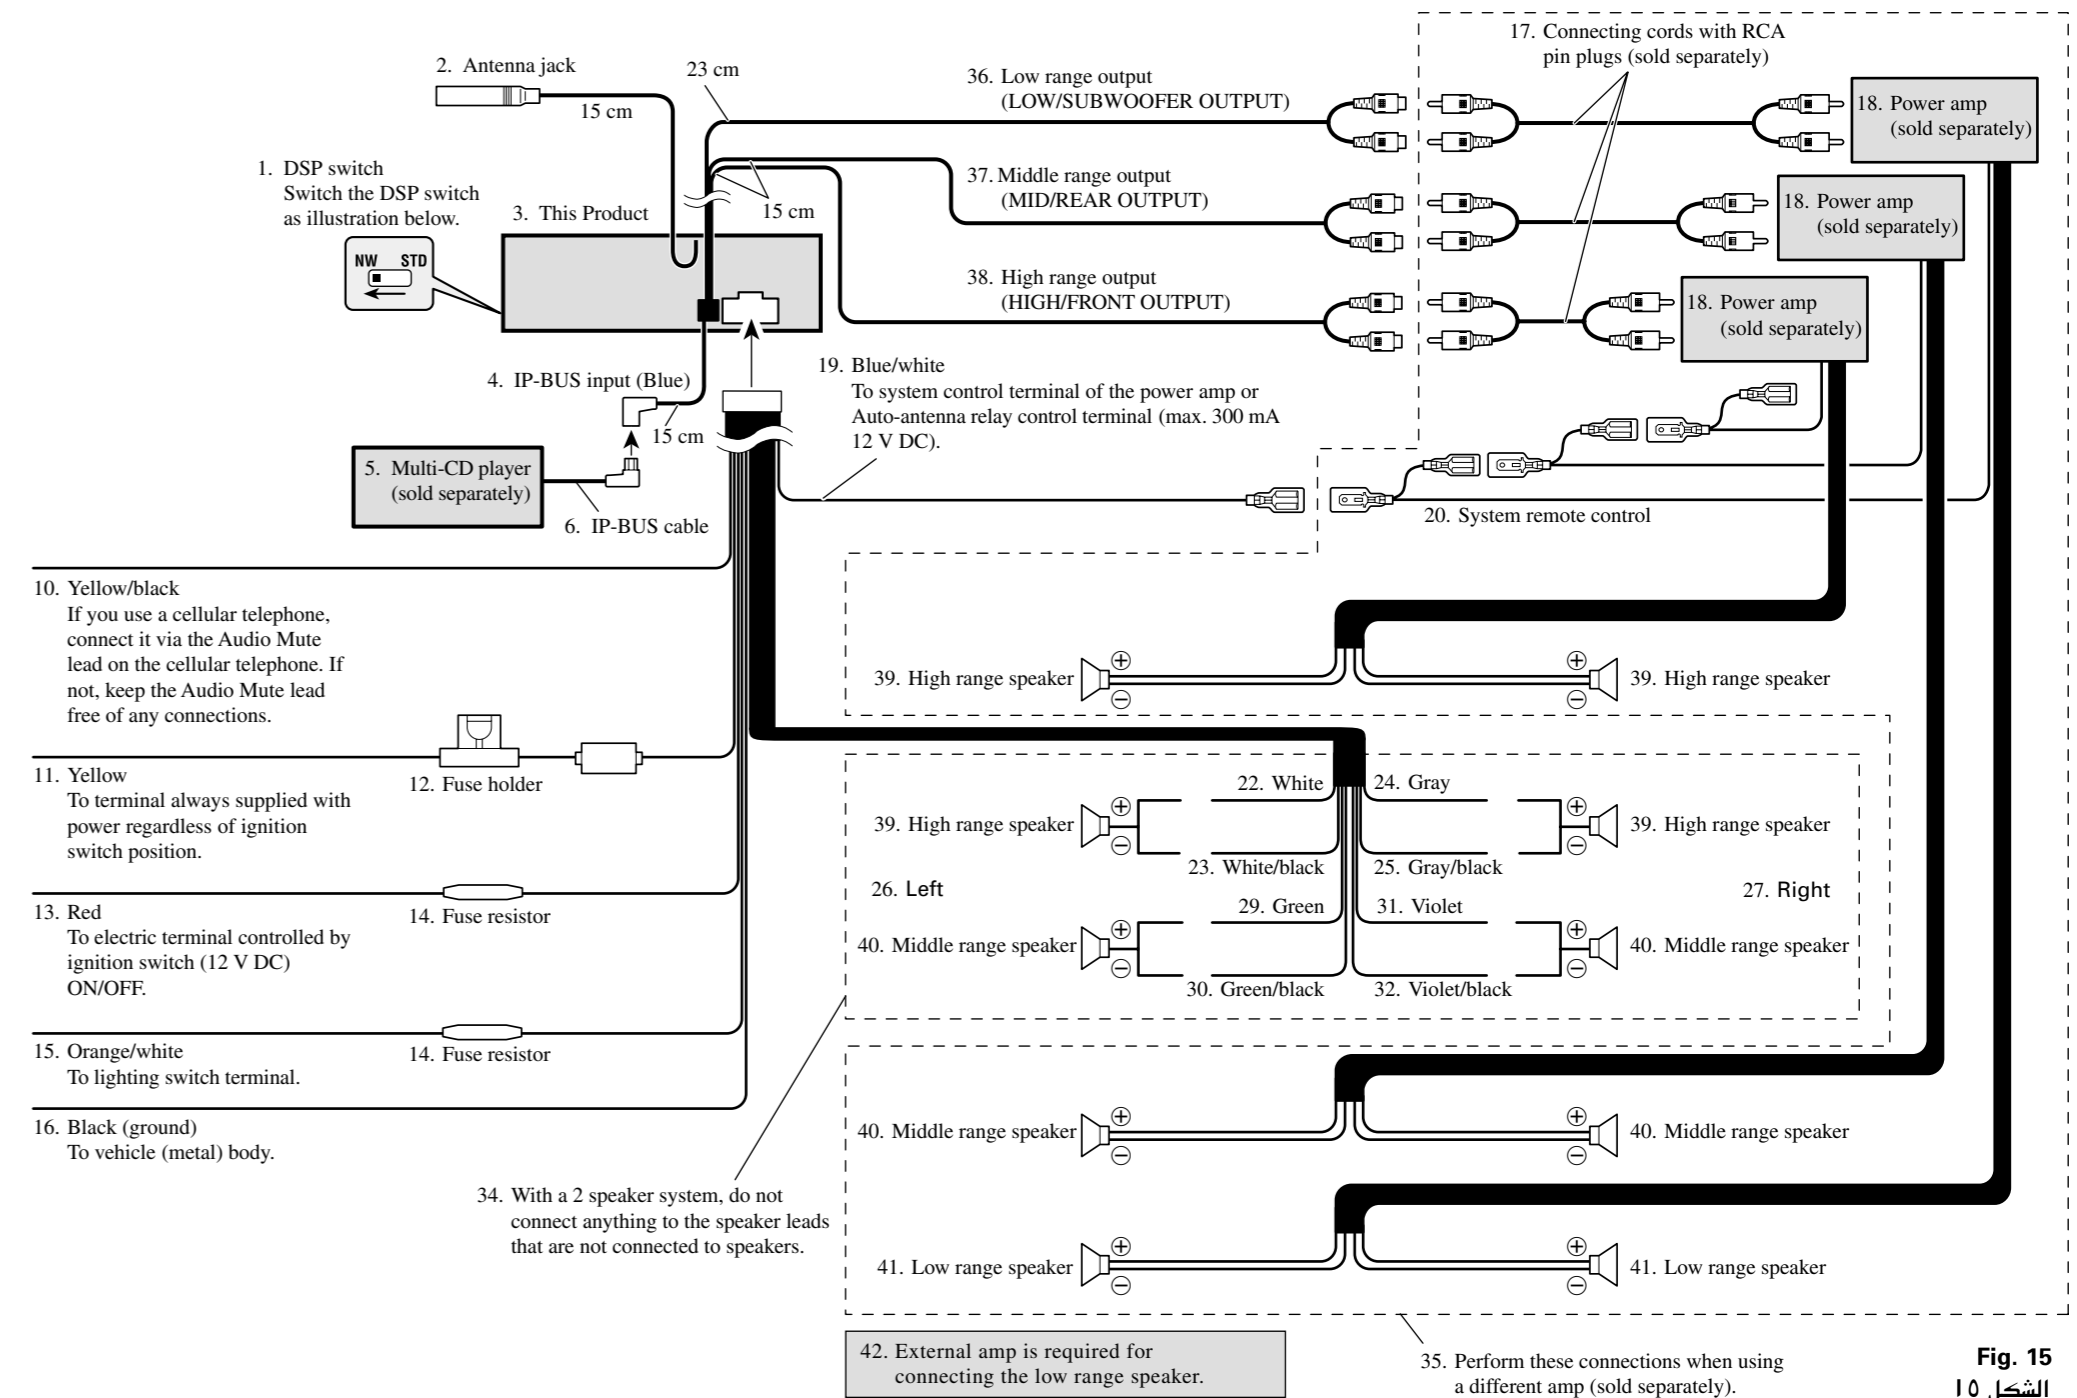 2. Antenna jack
15 cm
23 cm
1. DSP switch
Switch the DSP switch
as illustration below.
NW STD
3. This Product
15 cm
36. Low range output
(LOW/SUBWOOFER OUTPUT)
37. Middle range output
(MID/REAR OUTPUT)
38. High range output
(HIGH/FRONT OUTPUT)
17. Connecting cords with RCA
pin plugs (sold separately)
18. Power amp
(sold separately)
18. Power amp
(sold separately)
18. Power amp
(sold separately)
4. IP-BUS input (Blue)
15 cm
5. Multi-CD player
(sold separately)
6. IP-BUS cable
19. Blue/white
To system control terminal of the power amp or
Auto-antenna relay control terminal (max. 300 mA
12 V DC).
20. System remote control
10. Yellow/black
If you use a cellular telephone,
connect it via the Audio Mute
lead on the cellular telephone. If
not, keep the Audio Mute lead
free of any connections.
11. Yellow
To terminal always supplied with
power regardless of ignition
switch position.
12. Fuse holder
13. Red
To electric terminal controlled by
ignition switch (12 V DC)
ON/OFF.
14. Fuse resistor
15. Orange/white
To lighting switch terminal.
14. Fuse resistor
16. Black (ground)
To vehicle (metal) body.
39. High range speaker
⊕
⊖
⊕
⊖
39. High range speaker
22. White
24. Gray
39. High range speaker
⊕
⊖
⊕
⊖
39. High range speaker
23. White/black
25. Gray/black
26. Left
27. Right
29. Green
31. Violet
40. Middle range speaker
⊕
⊖
⊕
⊖
40. Middle range speaker
30. Green/black
32. Violet/black
40. Middle range speaker
⊕
⊖
⊕
⊖
40. Middle range speaker
41. Low range speaker
⊕
⊖
⊕
⊖
41. Low range speaker
34. With a 2 speaker system, do not
connect anything to the speaker leads
that are not connected to speakers.
42. External amp is required for
connecting the low range speaker.
35. Perform these connections when using
a different amp (sold separately).
Fig. 15
الشكل ١٥